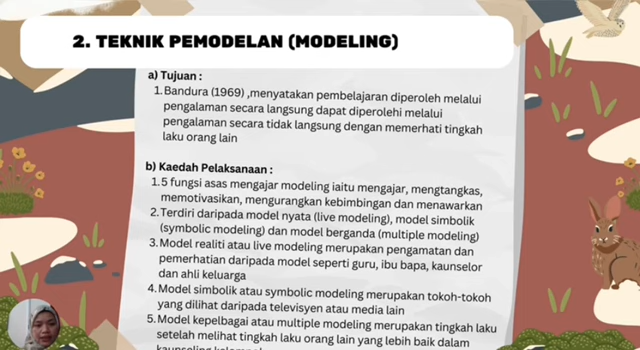 2. TEKNIK PEMODELAN (MODELING)
a) Tujuan :
1. Bandura (1969) ,menyatakan pembelajaran diperoleh melalui
pengalaman secara langsung dapat diperolehi melalui
pengalaman secara tidak langsung dengan memerhati tingkah
laku orang lain
b) Kaedah Pelaksanaan :
1. 5 fungsi asas mengajar modeling iaitu mengajar, mengtangkas,
memotivasikan, mengurangkan kebimbingan dan menawarkan
2. Terdiri daripada model nyata (live modeling), model simbolik
(symbolic modeling) dan model berganda (multiple modeling)
3. Model realiti atau live modeling merupakan pengamatan dan
pemerhatian daripada model seperti guru, ibu bapa, kaunselor
dan ahli keluarga
4. Model simbolik atau symbolic modeling merupakan tokoh-tokoh
yang dilihat daripada televisyen atau media lain
5. Model kepelbagai atau multiple modeling merupakan tingkah laku
setelah melihat tingkah laku orang lain yang lebih baik dalam